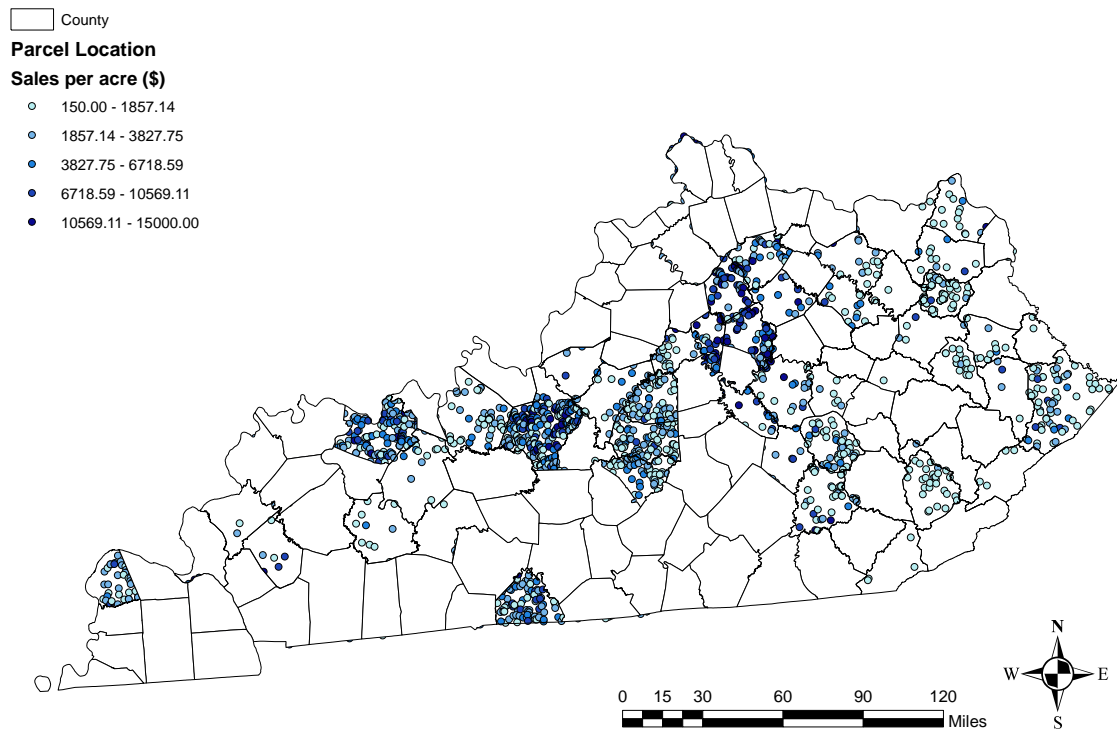 County
Parcel Location
Sales per acre ($)
150.00 - 1857.14
1857.14 - 3827.75
3827.75 - 6718.59
6718.59 - 10569.11
10569.11 - 15000.00
N
W E
S
0 15 30 60 90 120
Miles